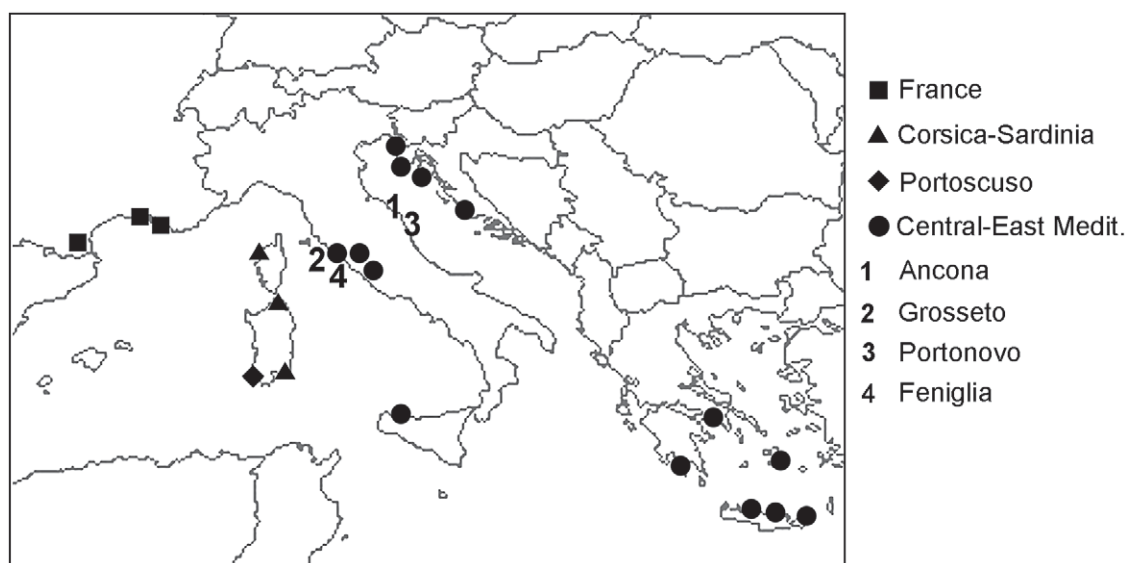 France
Corsica-Sardinia
Portoscuso
Central-East Medit.
1 Ancona
2 Grosseto
3 Portonovo
4 Feniglia
1
3
2
4